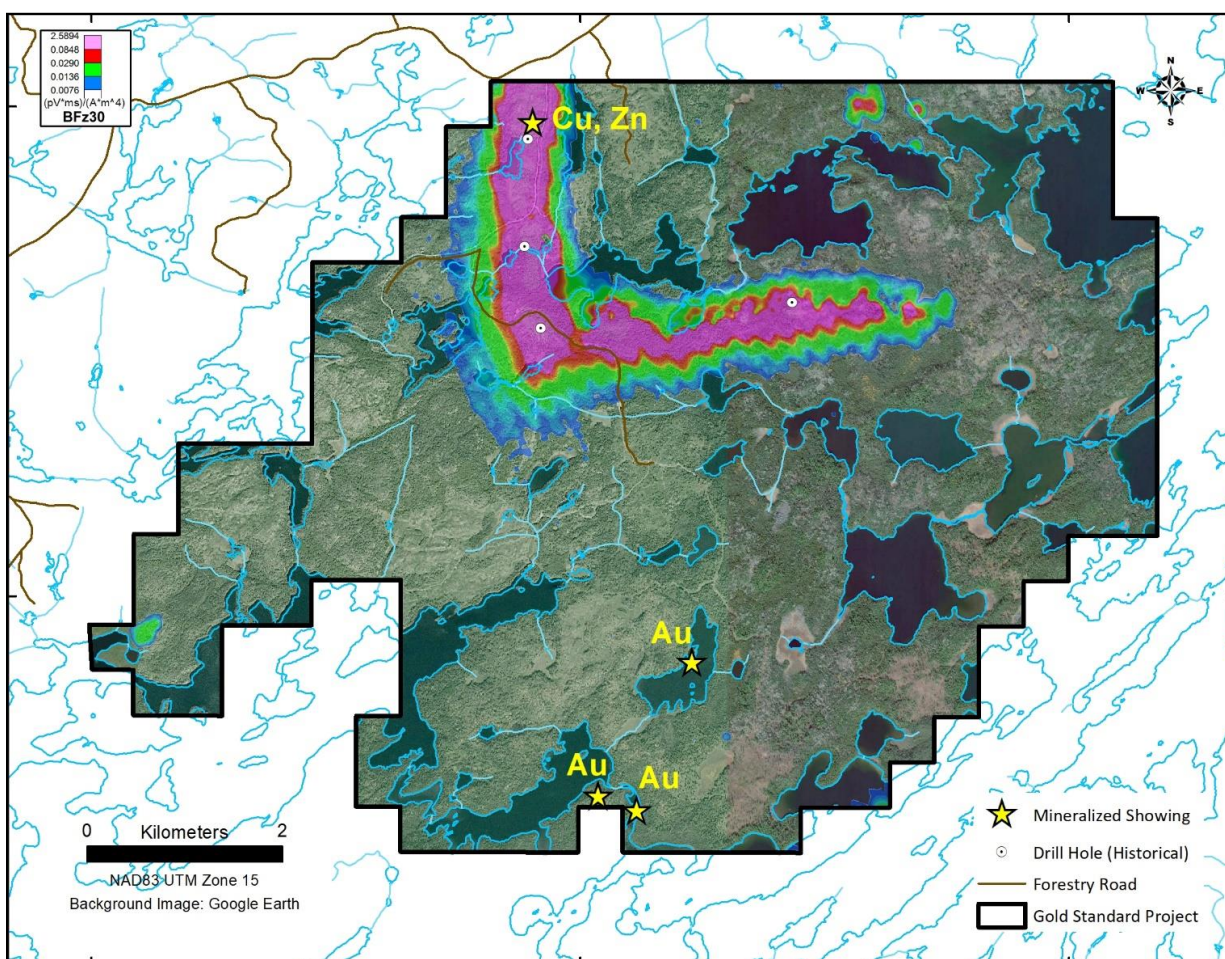 2.5894
0.0848
0.0290
0.0136
0.0076
(pV*ms)/(A*m^4)
BFz30
N
W E
S
Cu, Zn
Au
Au Au
0 Kilometers 2
NAD83 UTM Zone 15
Background Image: Google Earth
Mineralized Showing
Drill Hole (Historical)
Forestry Road
Gold Standard Project